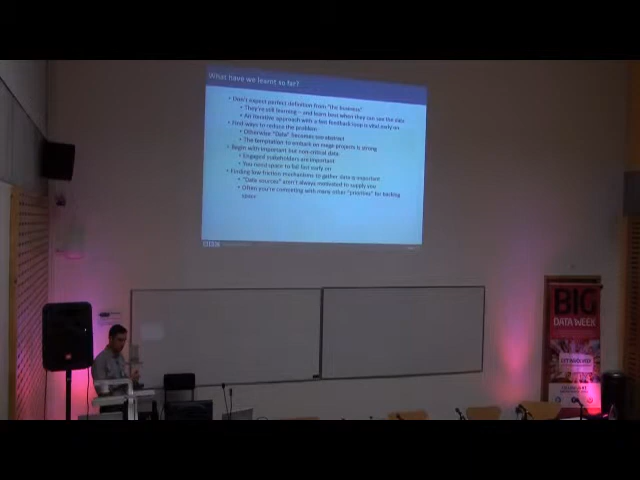 What have we learnt so far?
Don't expect perfect definition from "the business"
They're still learning – and learn best when they can see the data
An iterative approach with a fast feedback loop is vital early on
Find ways to reduce the problem
Otherwise "Data" becomes too abstract
The temptation to embark on mega projects is strong
Begin with important but non-critical data
Engaged stakeholders are important
You need space to fail fast early on
Finding low friction mechanisms to gather data is important
"Data sources" aren't always motivated to supply you
Often you're competing with many other "priorities" for backlog
space
BIG
DATA WEEK
GET INVOLVED